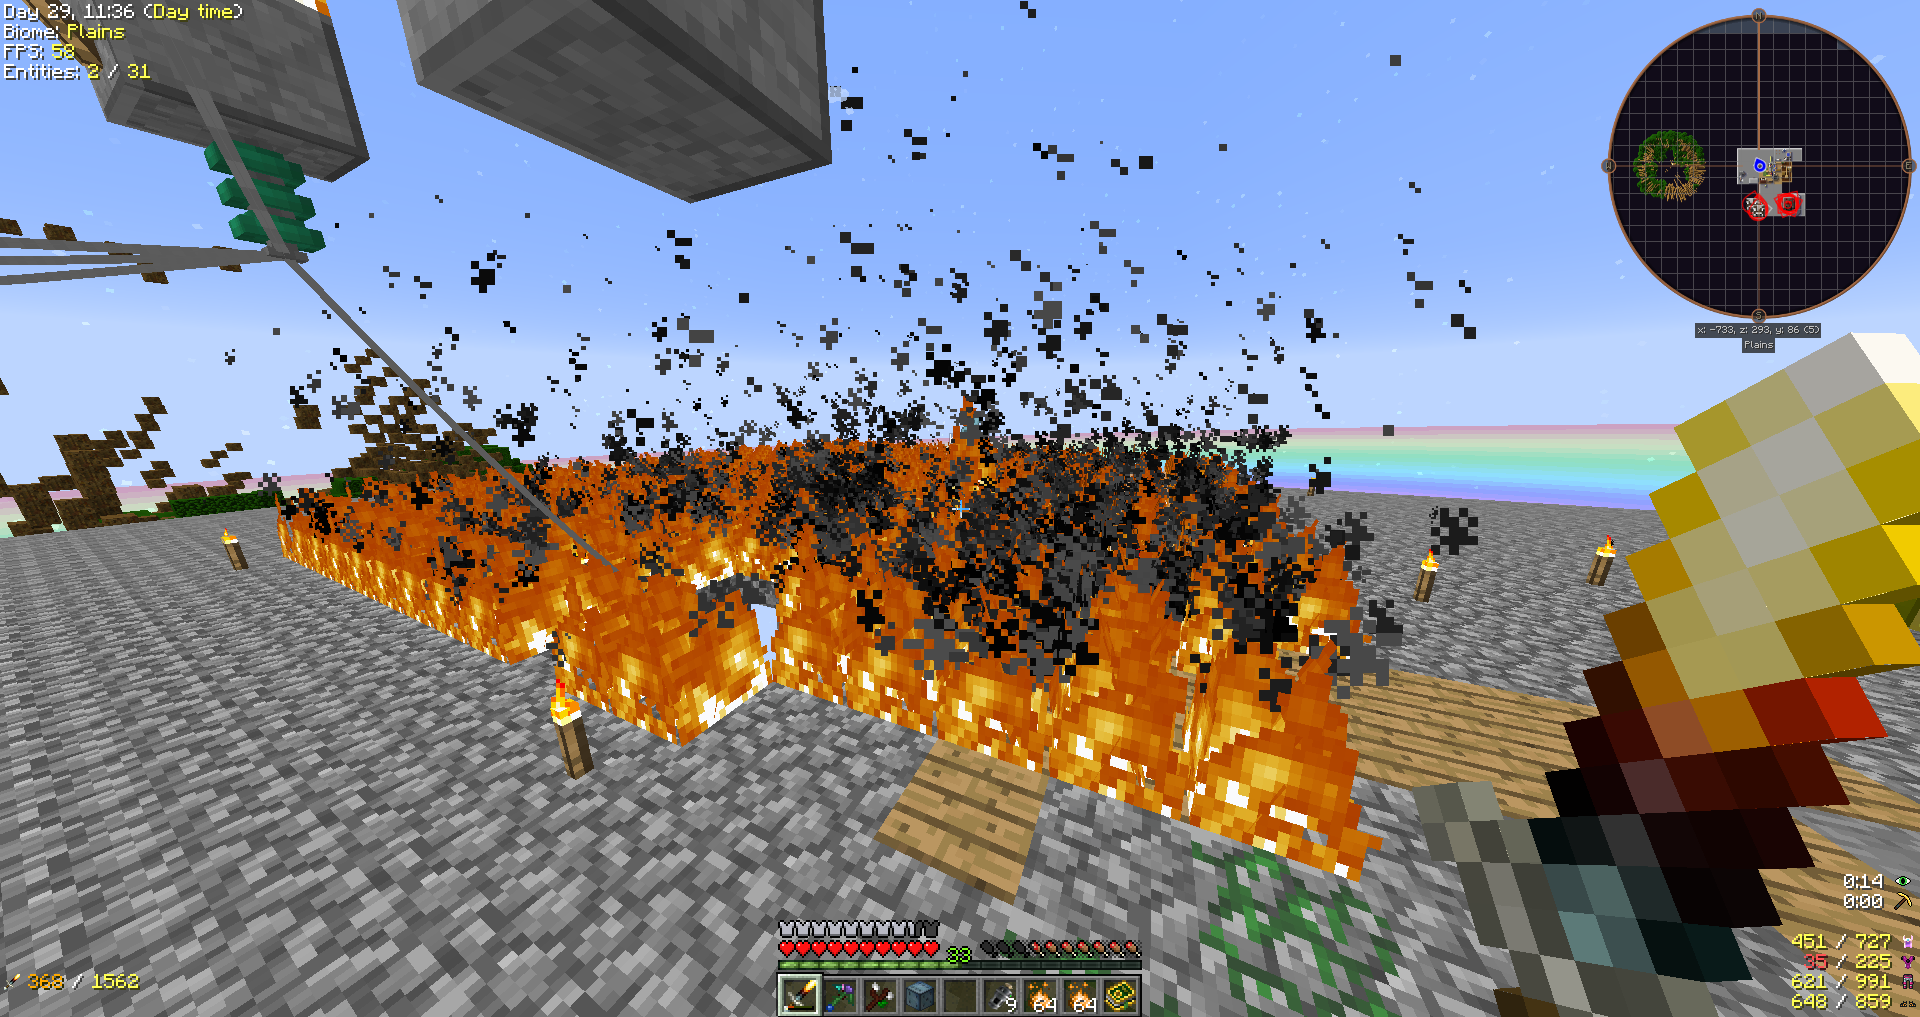 Day 29, 11:36 (Day time)
Biome: Plains
FPS: 58
Entities: 2 / 31
N
W
E
S
x: -733, z: 293, y: 86 (5)
Plains
0:14
0:00
451 / 727
35 / 225
621 / 991
648 / 859
368 / 1562
33
9
64
64